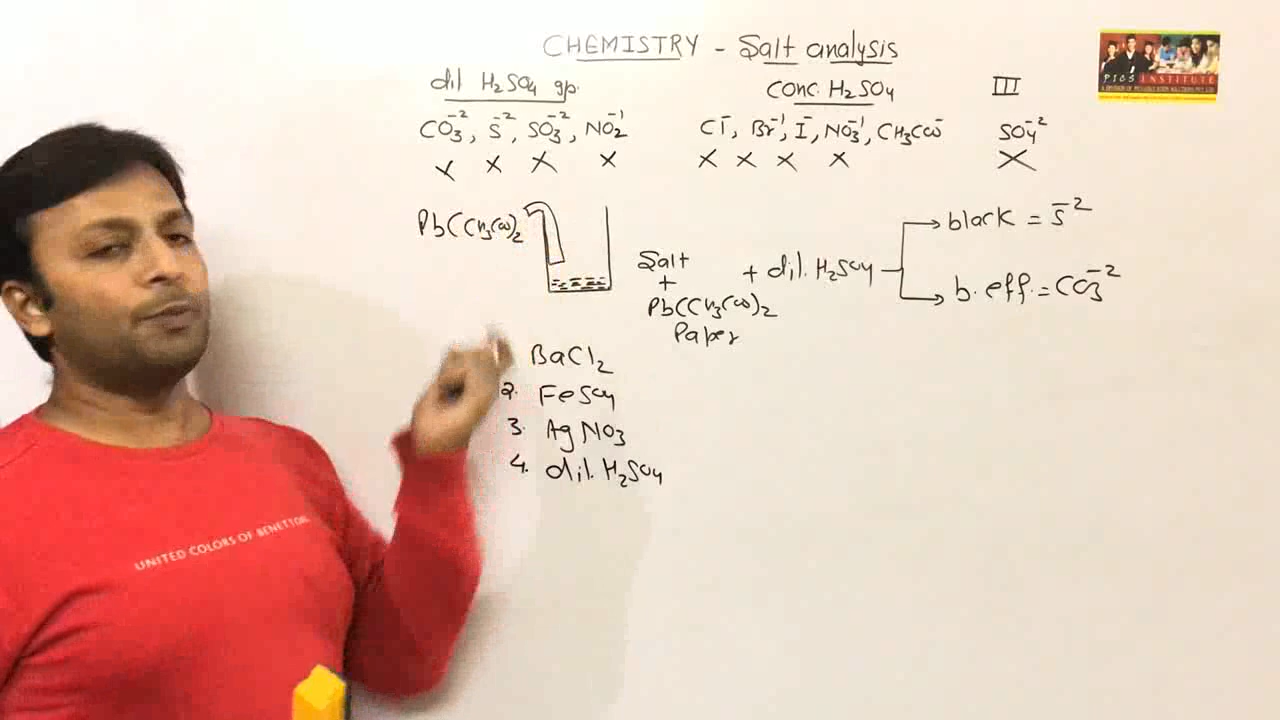 CHEMISTRY - Salt analysis
dil H₂SO₄ gp.
conc. H₂SO₄
III
CO₃⁻², S⁻², SO₃⁻², NO₂⁻¹
Cl⁻, Br⁻¹, I⁻, NO₃⁻¹, CH₃COO⁻
SO₄⁻²
X X X X
X X X X
X
PICS INSTITUTE
Pb(CH₃COO)₂
Salt
+
Pb(CH₃COO)₂
Paper
+ dil. H₂SO₄
black = S⁻²
b. eff. = CO₃⁻²
BaCl₂
2. FeSO₄
3. AgNO₃
4. dil. H₂SO₄
UNITED COLORS OF BENETTON.